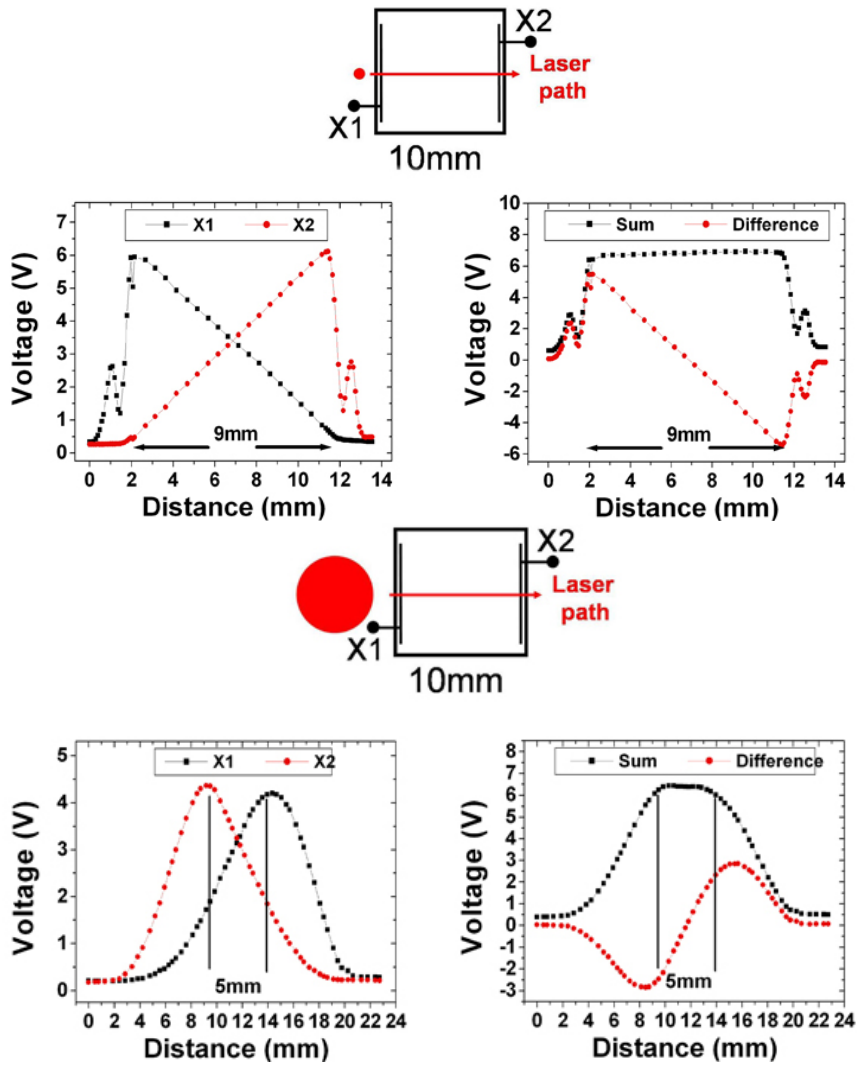 X2
Laser
path
X1
10mm
X1 X2
7
6
5
4
3
2
1
0
Voltage (V)
9mm
0 2 4 6 8 10 12 14
Distance (mm)
Sum Difference
10
8
6
4
2
0
-2
-4
-6
Voltage (V)
9mm
0 2 4 6 8 10 12 14
Distance (mm)
X2
Laser
path
X1
10mm
X1 X2
5
4
3
2
1
0
Voltage (V)
5mm
0 2 4 6 8 10 12 14 16 18 20 22 24
Distance (mm)
Sum Difference
8
7
6
5
4
3
2
1
0
-1
-2
-3
Voltage (V)
5mm
0 2 4 6 8 10 12 14 16 18 20 22 24
Distance (mm)